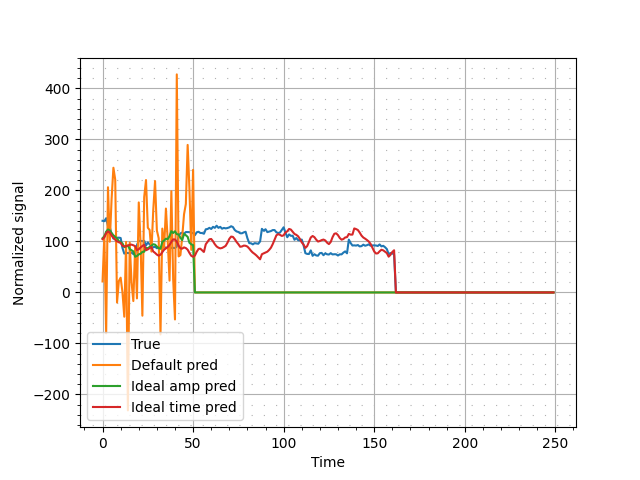 400
300
200
100
0
−100
−200
Normalized signal
True
Default pred
Ideal amp pred
Ideal time pred
0 50 100 150 200 250
Time